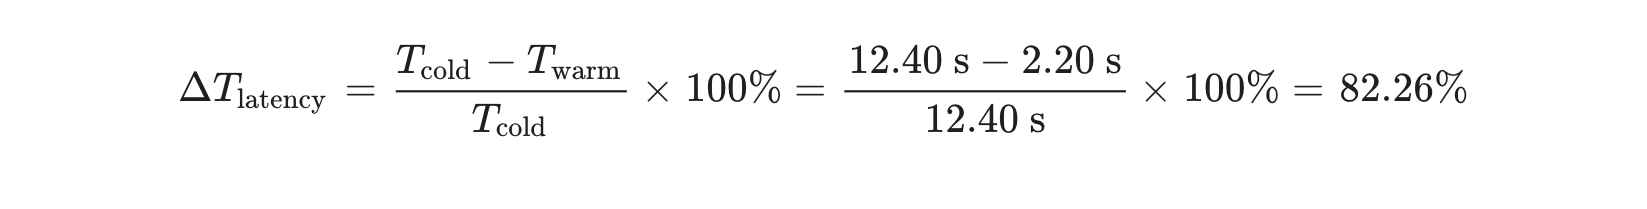 ΔT_latency = (T_cold − T_warm) / T_cold × 100% = (12.40 s − 2.20 s) / 12.40 s × 100% = 82.26%